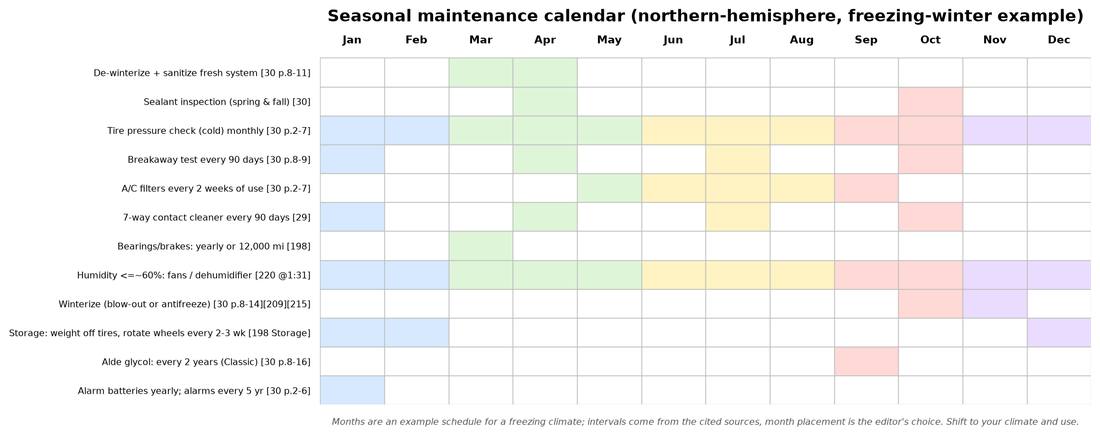 Seasonal maintenance calendar (northern-hemisphere, freezing-winter example)
Jan Feb Mar Apr May Jun Jul Aug Sep Oct Nov Dec
De-winterize + sanitize fresh system [30 p.8-11]
Sealant inspection (spring & fall) [30]
Tire pressure check (cold) monthly [30 p.2-7]
Breakaway test every 90 days [30 p.8-9]
A/C filters every 2 weeks of use [30 p.2-7]
7-way contact cleaner every 90 days [29]
Bearings/brakes: yearly or 12,000 mi [198]
Humidity <=~60%: fans / dehumidifier [220 @1:31]
Winterize (blow-out or antifreeze) [30 p.8-14][209][215]
Storage: weight off tires, rotate wheels every 2-3 wk [198 Storage]
Alde glycol: every 2 years (Classic) [30 p.8-16]
Alarm batteries yearly; alarms every 5 yr [30 p.2-6]
Months are an example schedule for a freezing climate; intervals come from the cited sources, month placement is the editor's choice. Shift to your climate and use.